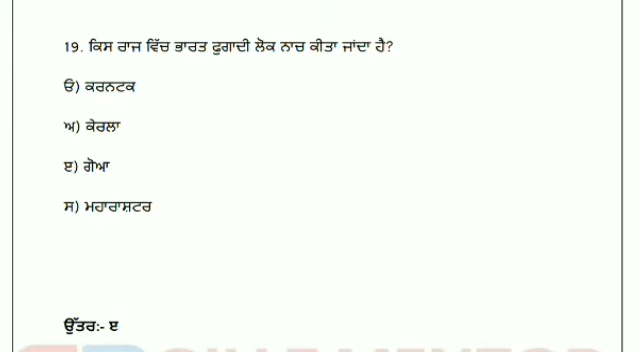 19. ਕਿਸ ਰਾਜ ਵਿੱਚ ਭਾਰਤ ਫੁਗਾਦੀ ਲੋਕ ਨਾਚ ਕੀਤਾ ਜਾਂਦਾ ਹੈ?
ੳ) ਕਰਨਟਕ
ਅ) ਕੇਰਲਾ
ੲ) ਗੋਆ
ਸ) ਮਹਾਰਾਸ਼ਟਰ
ਉੱਤਰ:- ੲ